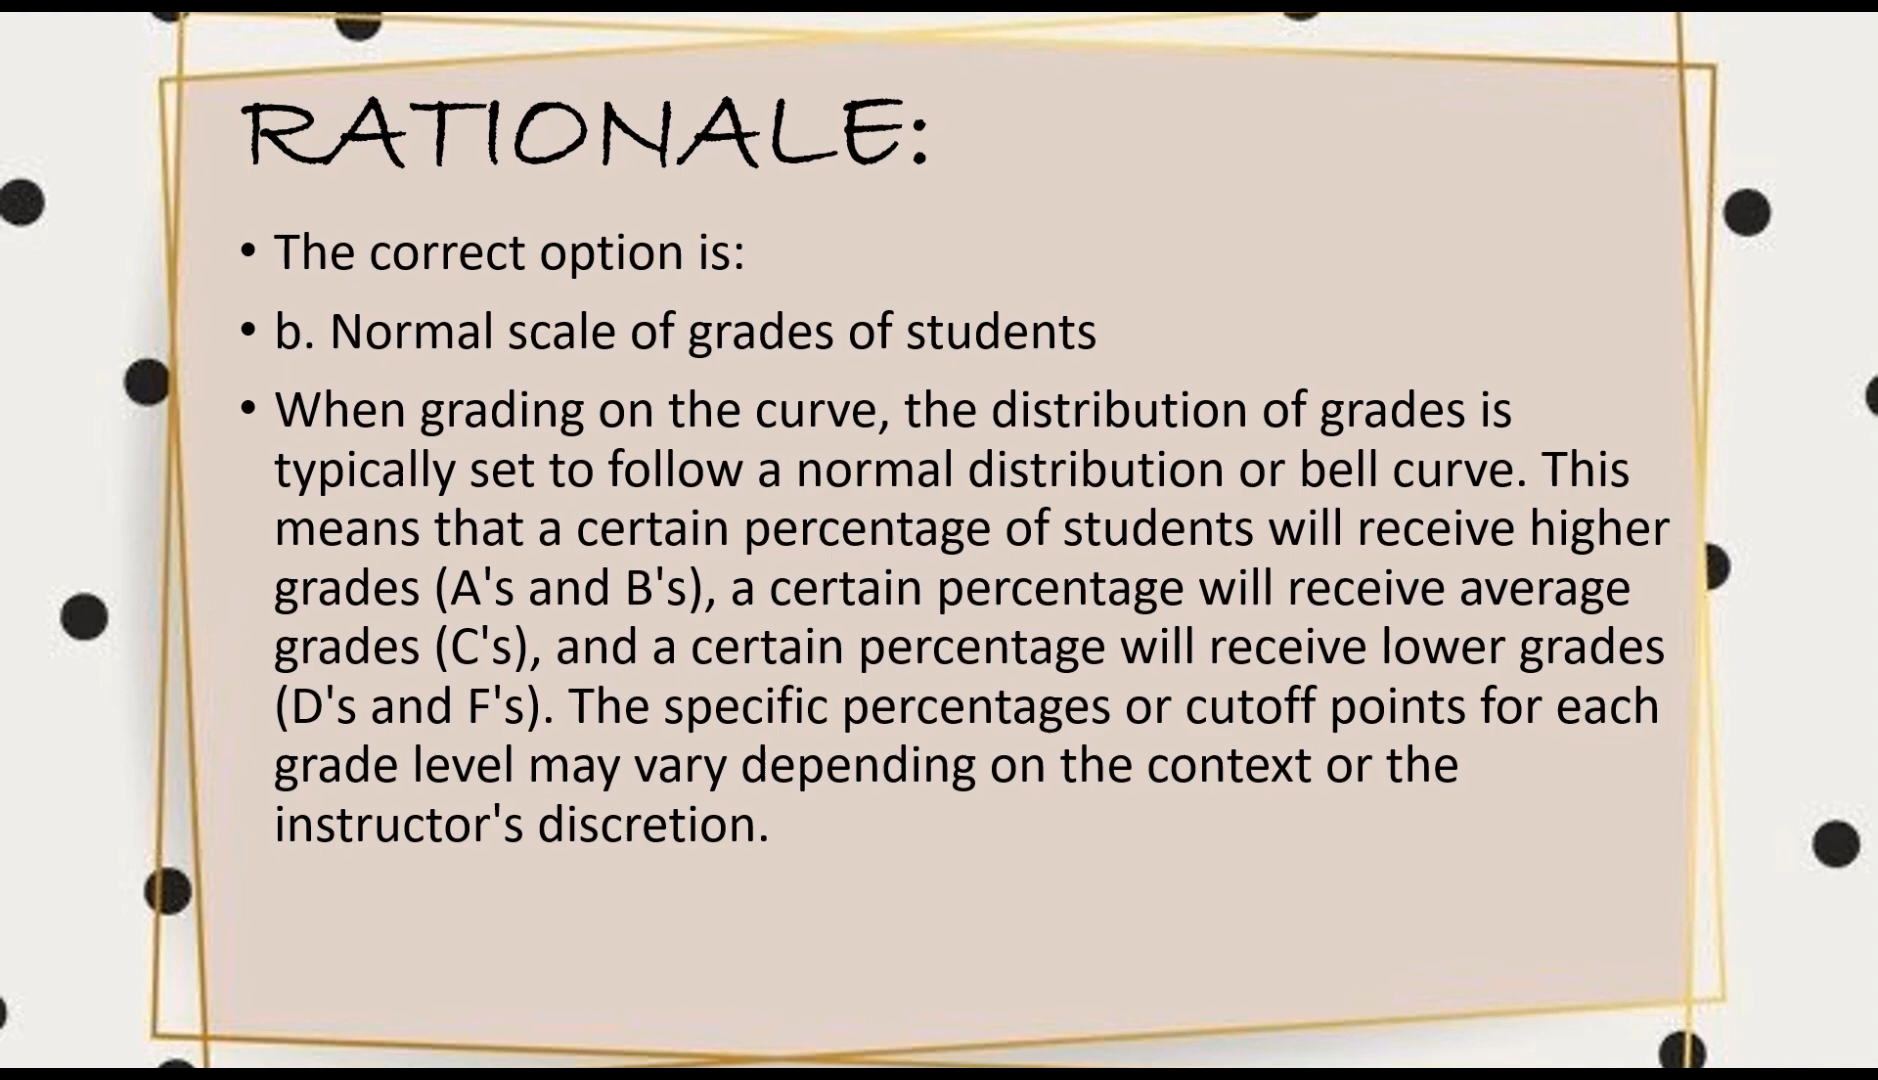 RATIONALE:
• The correct option is:
• b. Normal scale of grades of students
• When grading on the curve, the distribution of grades is
typically set to follow a normal distribution or bell curve. This
means that a certain percentage of students will receive higher
grades (A's and B's), a certain percentage will receive average
grades (C's), and a certain percentage will receive lower grades
(D's and F's). The specific percentages or cutoff points for each
grade level may vary depending on the context or the
instructor's discretion.